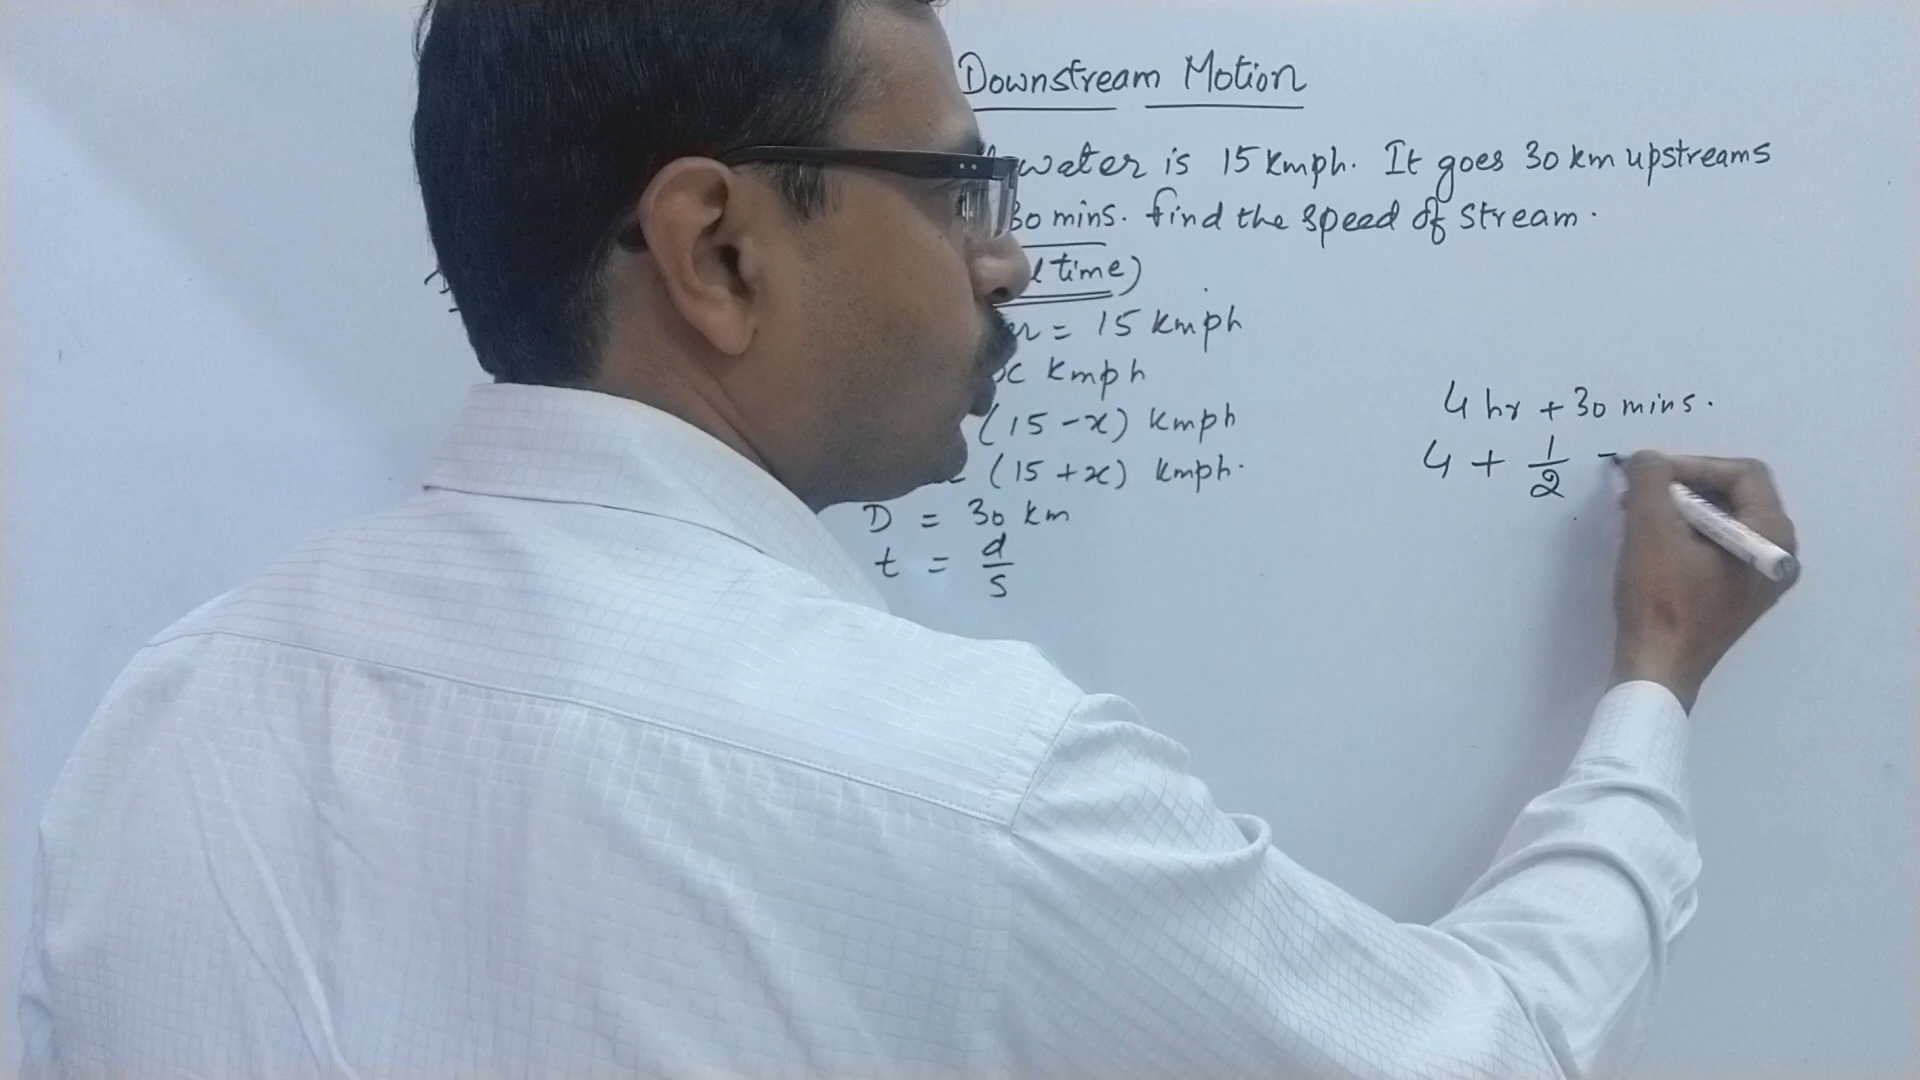 Downstream Motion
water is 15 Kmph. It goes 30 km upstreams
30 mins. find the speed of stream.
time)
= 15 Kmph
x Kmph
(15 - x) Kmph
(15 + x) Kmph.
D = 30 km
t = d/s
4 hr + 30 mins.
4 + 1/2 =